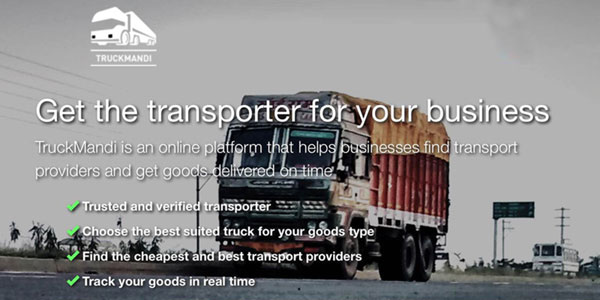 TRUCKMANDI
Get the transporter for your business
TruckMandi is an online platform that helps businesses find transport
providers and get goods delivered on time
Trusted and verified transporter
Choose the best suited truck for your goods type
Find the cheapest and best transport providers
Track your goods in real time